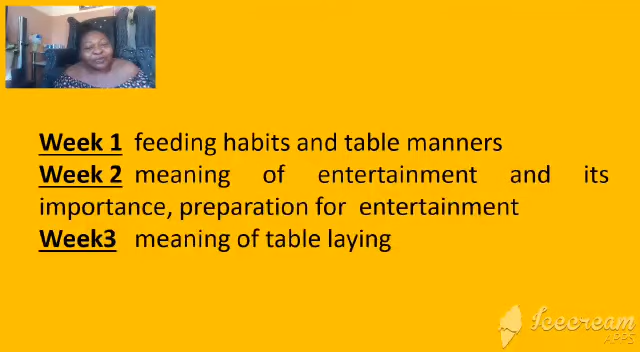 Week 1 feeding habits and table manners
Week 2 meaning of entertainment and its
importance, preparation for entertainment
Week3 meaning of table laying
Icecream
APPS